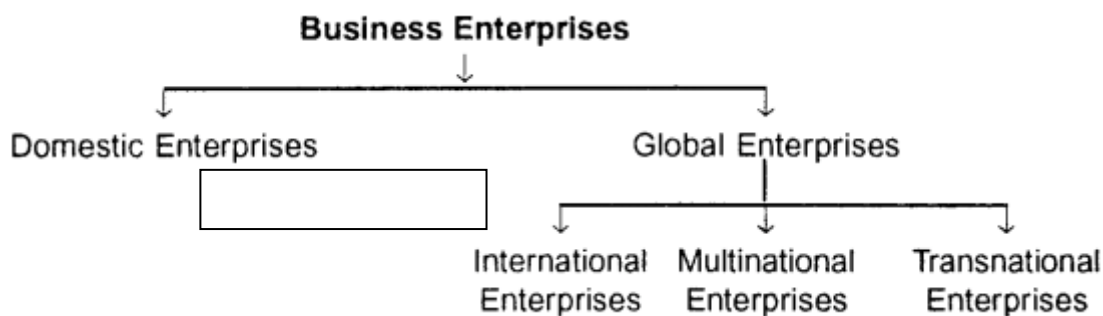 Business Enterprises
Domestic Enterprises
Global Enterprises
International
Enterprises
Multinational
Enterprises
Transnational
Enterprises